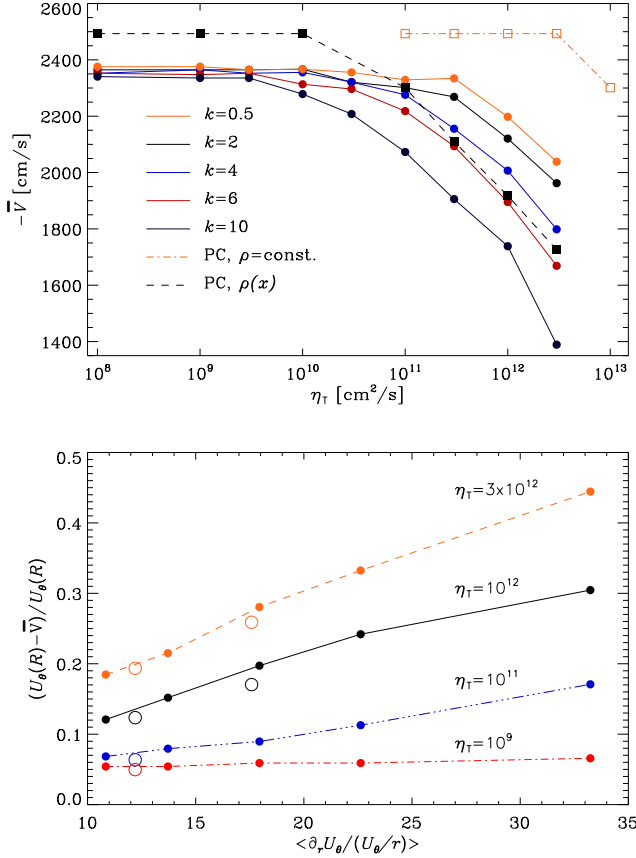 2600
2400
2200
2000
1800
1600
1400
-V̅ [cm/s]
k=0.5
k=2
k=4
k=6
k=10
PC, ρ=const.
PC, ρ(x)
10⁸ 10⁹ 10¹⁰ 10¹¹ 10¹² 10¹³
η_T [cm²/s]
0.5
0.4
0.3
0.2
0.1
0.0
(U_θ(R)-V̅)/U_θ(R)
η_T=3x10¹²
η_T=10¹²
η_T=10¹¹
η_T=10⁹
10 15 20 25 30 35
<∂_rU_θ/(U_θ/r)>